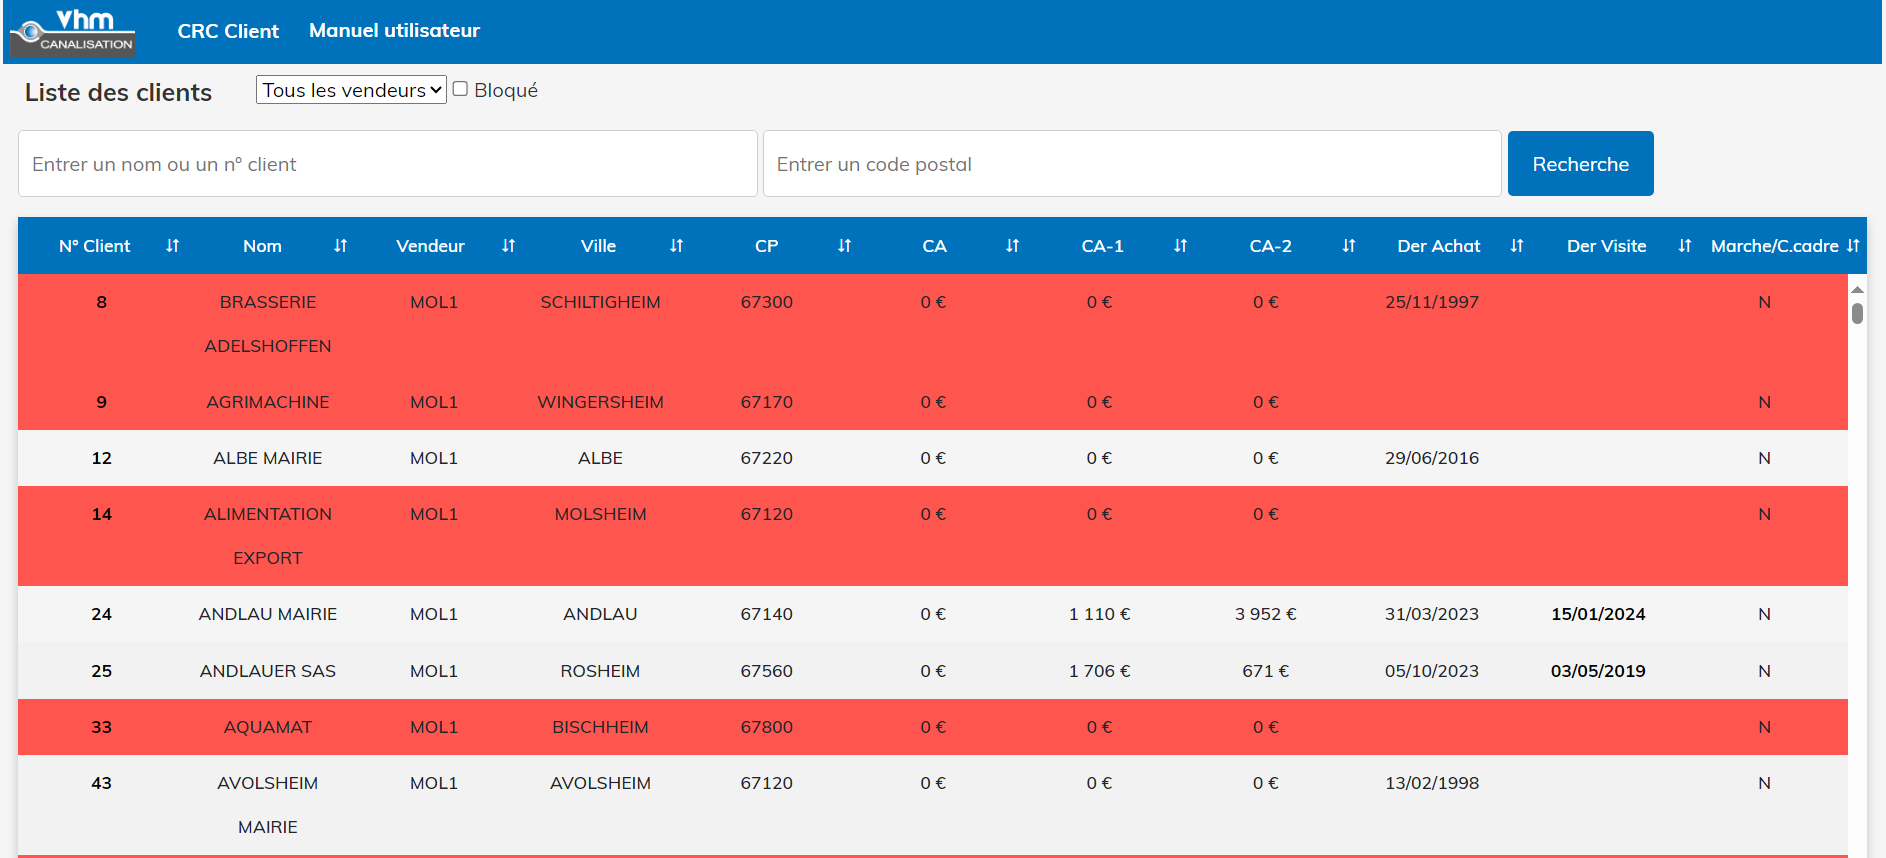 vhm
CANALISATION
CRC Client
Manuel utilisateur
Liste des clients
Tous les vendeurs
Bloqué
Entrer un nom ou un n° client
Entrer un code postal
Recherche
N° Client Nom Vendeur Ville CP CA CA-1 CA-2 Der Achat Der Visite Marche/C.cadre
8 BRASSERIE MOL1 SCHILTIGHEIM 67300 0 € 0 € 0 € 25/11/1997 N
ADELSHOFFEN
9 AGRIMACHINE MOL1 WINGERSHEIM 67170 0 € 0 € 0 € N
12 ALBE MAIRIE MOL1 ALBE 67220 0 € 0 € 0 € 29/06/2016 N
14 ALIMENTATION MOL1 MOLSHEIM 67120 0 € 0 € 0 € N
EXPORT
24 ANDLAU MAIRIE MOL1 ANDLAU 67140 0 € 1 110 € 3 952 € 31/03/2023 15/01/2024 N
25 ANDLAUER SAS MOL1 ROSHEIM 67560 0 € 1 706 € 671 € 05/10/2023 03/05/2019 N
33 AQUAMAT MOL1 BISCHHEIM 67800 0 € 0 € 0 € N
43 AVOLSHEIM MOL1 AVOLSHEIM 67120 0 € 0 € 0 € 13/02/1998 N
MAIRIE